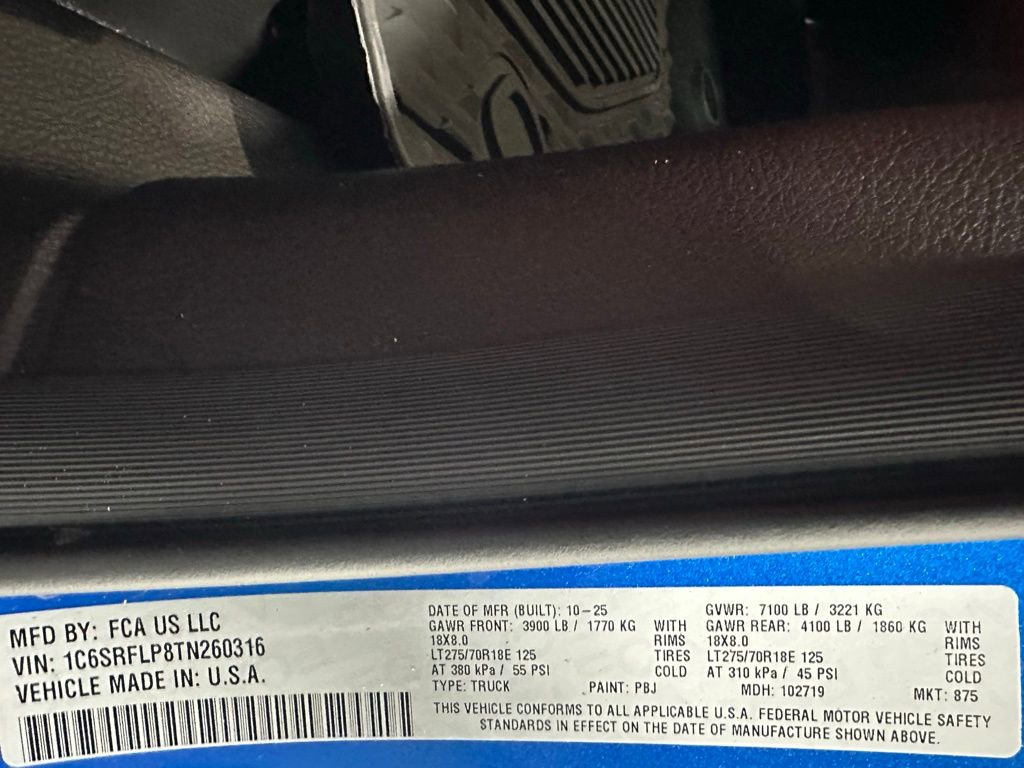 MFD BY: FCA US LLC
VIN: 1C6SRFLP8TN260316
VEHICLE MADE IN: U.S.A.
DATE OF MFR (BUILT): 10-25
GAWR FRONT: 3900 LB / 1770 KG WITH
18X8.0 RIMS
LT275/70R18E 125 TIRES
AT 380 kPa / 55 PSI COLD
TYPE: TRUCK PAINT: PBJ
GVWR: 7100 LB / 3221 KG
GAWR REAR: 4100 LB / 1860 KG WITH
18X8.0 RIMS
LT275/70R18E 125 TIRES
AT 310 kPa / 45 PSI COLD
MDH: 102719 MKT: 875
THIS VEHICLE CONFORMS TO ALL APPLICABLE U.S.A. FEDERAL MOTOR VEHICLE SAFETY
STANDARDS IN EFFECT ON THE DATE OF MANUFACTURE SHOWN ABOVE.